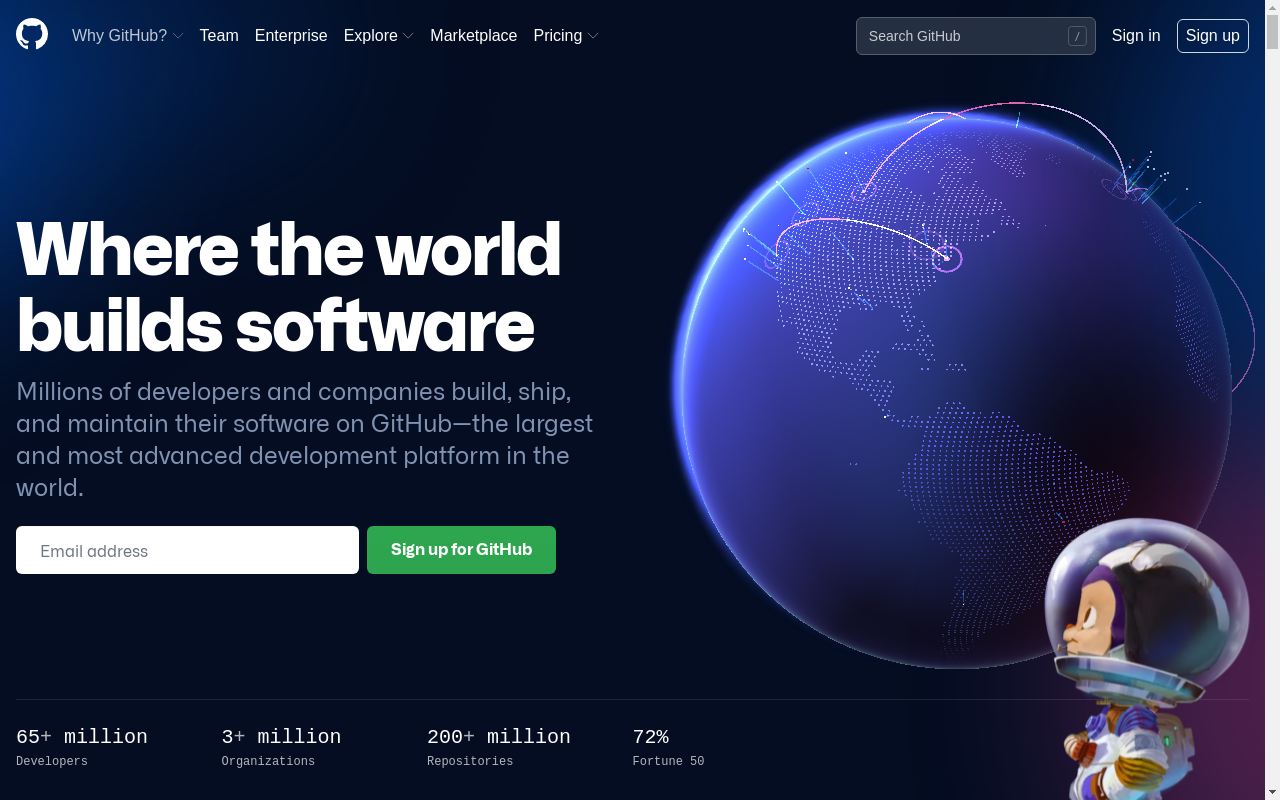 Why GitHub? Team Enterprise Explore Marketplace Pricing Search GitHub / Sign in Sign up
Where the world
builds software
Millions of developers and companies build, ship,
and maintain their software on GitHub—the largest
and most advanced development platform in the
world.
Email address Sign up for GitHub
65+ million 3+ million 200+ million 72%
Developers Organizations Repositories Fortune 50